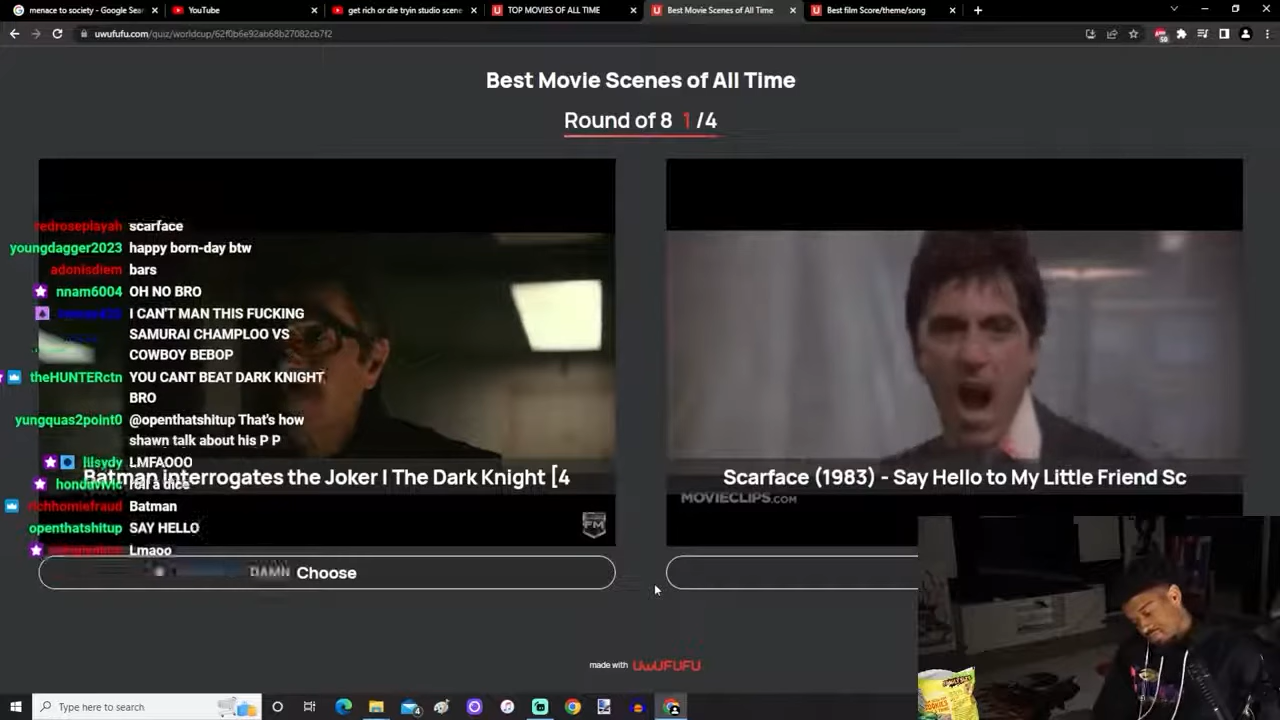 menace to society - Google Sear
YouTube
get rich or die tryin studio scene
TOP MOVIES OF ALL TIME
Best Movie Scenes of All Time
Best film Score/theme/song
uwufufu.com/quiz/worldcup/62f0b6e92ab68b27082cb7f2
Best Movie Scenes of All Time
Round of 8 1 /4
redroseplayah scarface
youngdagger2023 happy born-day btw
adonisdiem bars
nnam6004 OH NO BRO
I CAN'T MAN THIS FUCKING
SAMURAI CHAMPLOO VS
COWBOY BEBOP
theHUNTERctn YOU CANT BEAT DARK KNIGHT
BRO
yungquas2point0 @openthatshitup That's how
shawn talk about his P P
lilsydy LMFAOOO
Batman interrogates the Joker | The Dark Knight [4
Batman
openthatshitup SAY HELLO
Lmaoo
DAMN
Choose
FM
Scarface (1983) - Say Hello to My Little Friend Sc
MOVIECLIPS.COM
made with UWUFUFU
Type here to search